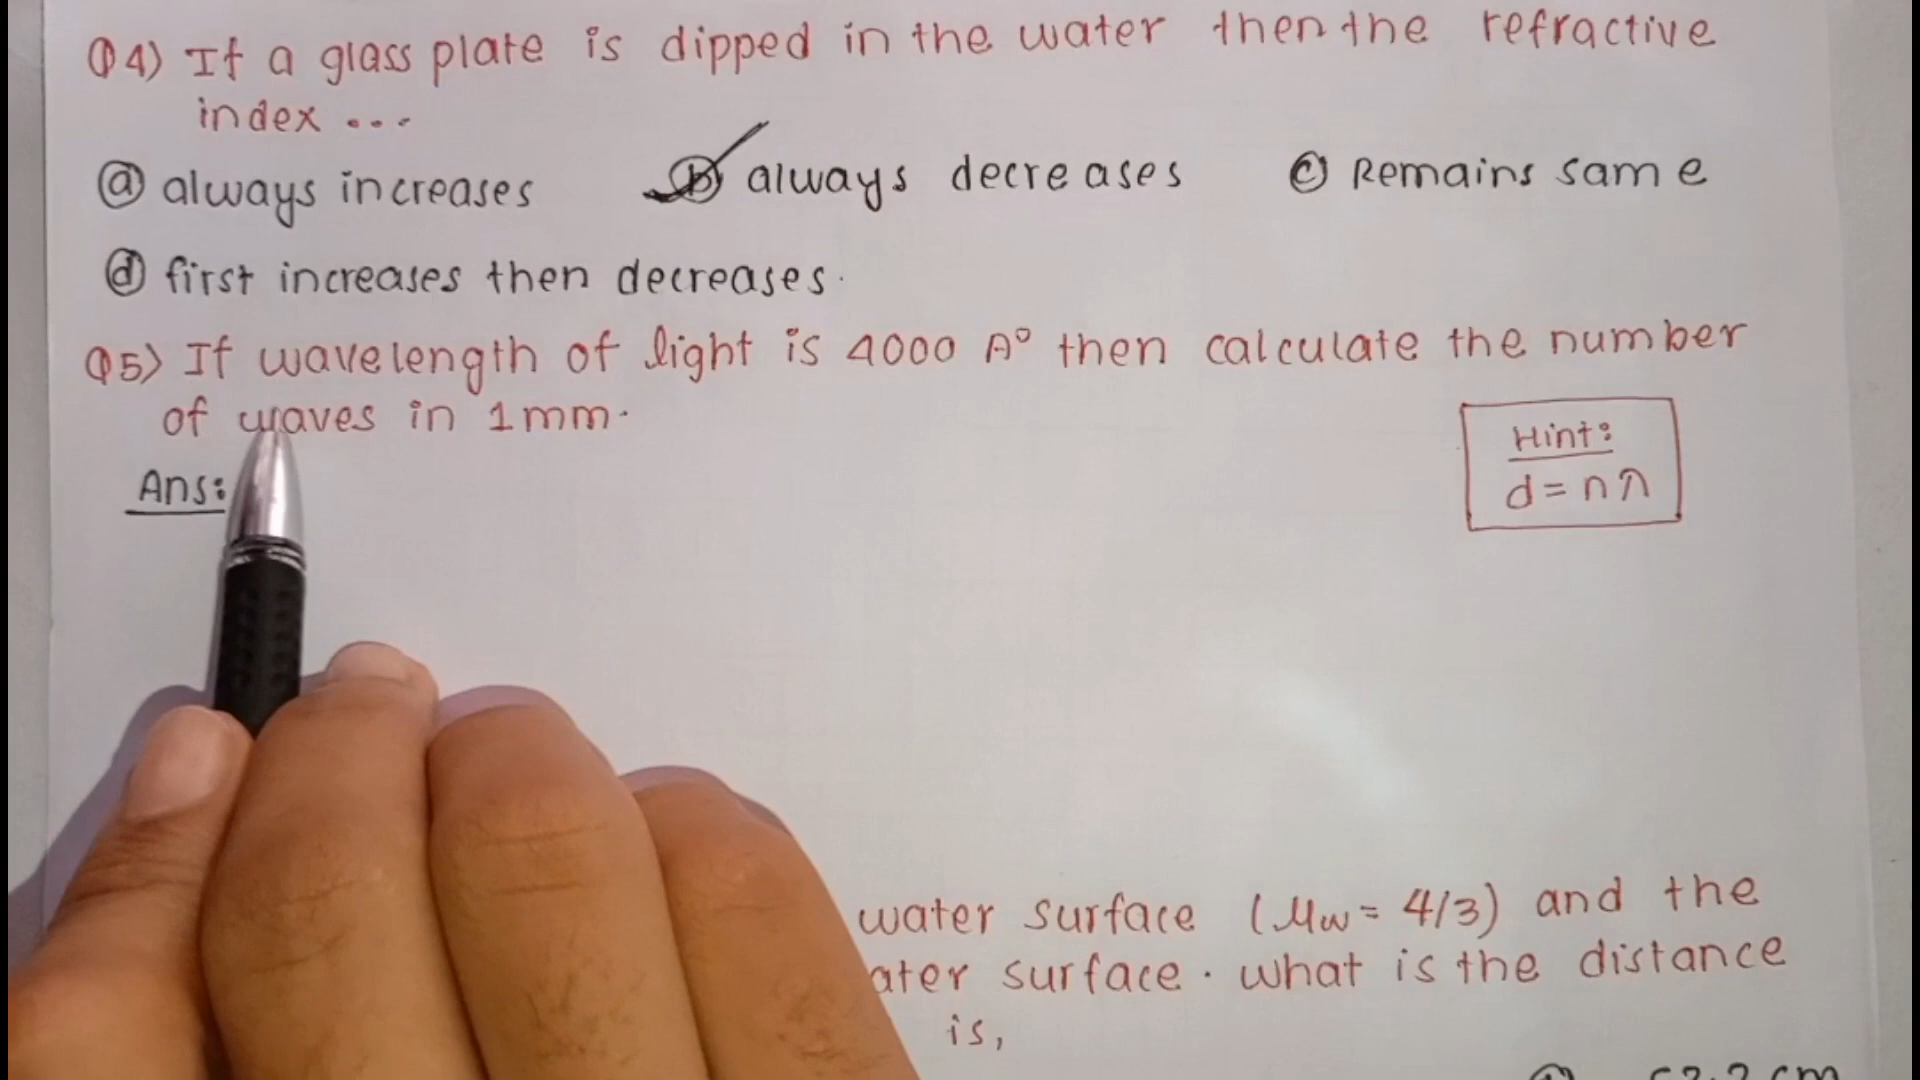 Q4) If a glass plate is dipped in the water then the refractive
index ...
ⓐ always increases ⓑ always decreases ⓒ Remains same
ⓓ first increases then decreases.
Q5) If wavelength of light is 4000 A° then calculate the number
of waves in 1mm.
Hint:
d = nλ
Ans:
water surface (μw = 4/3) and the
ater surface. what is the distance
is,